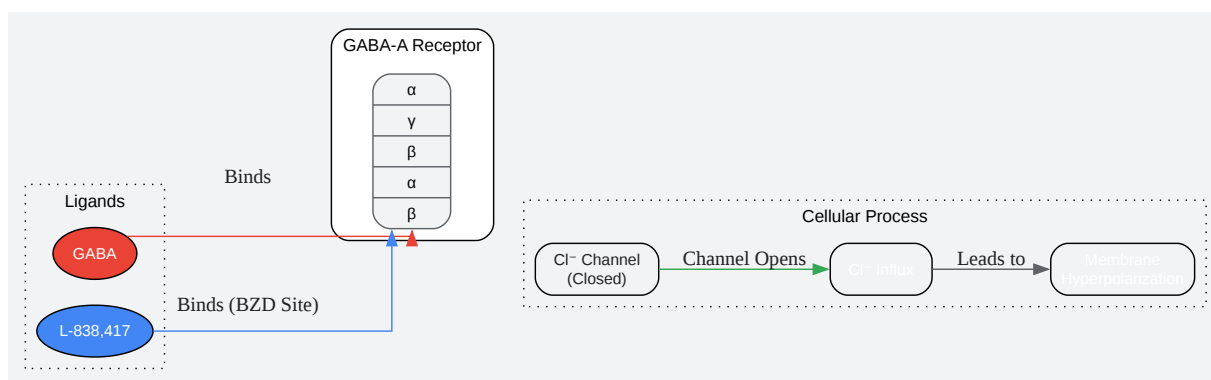 GABA-A Receptor
α
γ
β
α
β
Binds
Ligands
GABA
Binds (BZD Site)
L-838,417
Cellular Process
Cl⁻ Channel
(Closed)
Channel Opens
Cl⁻ Influx
Leads to
Membrane
Hyperpolarization